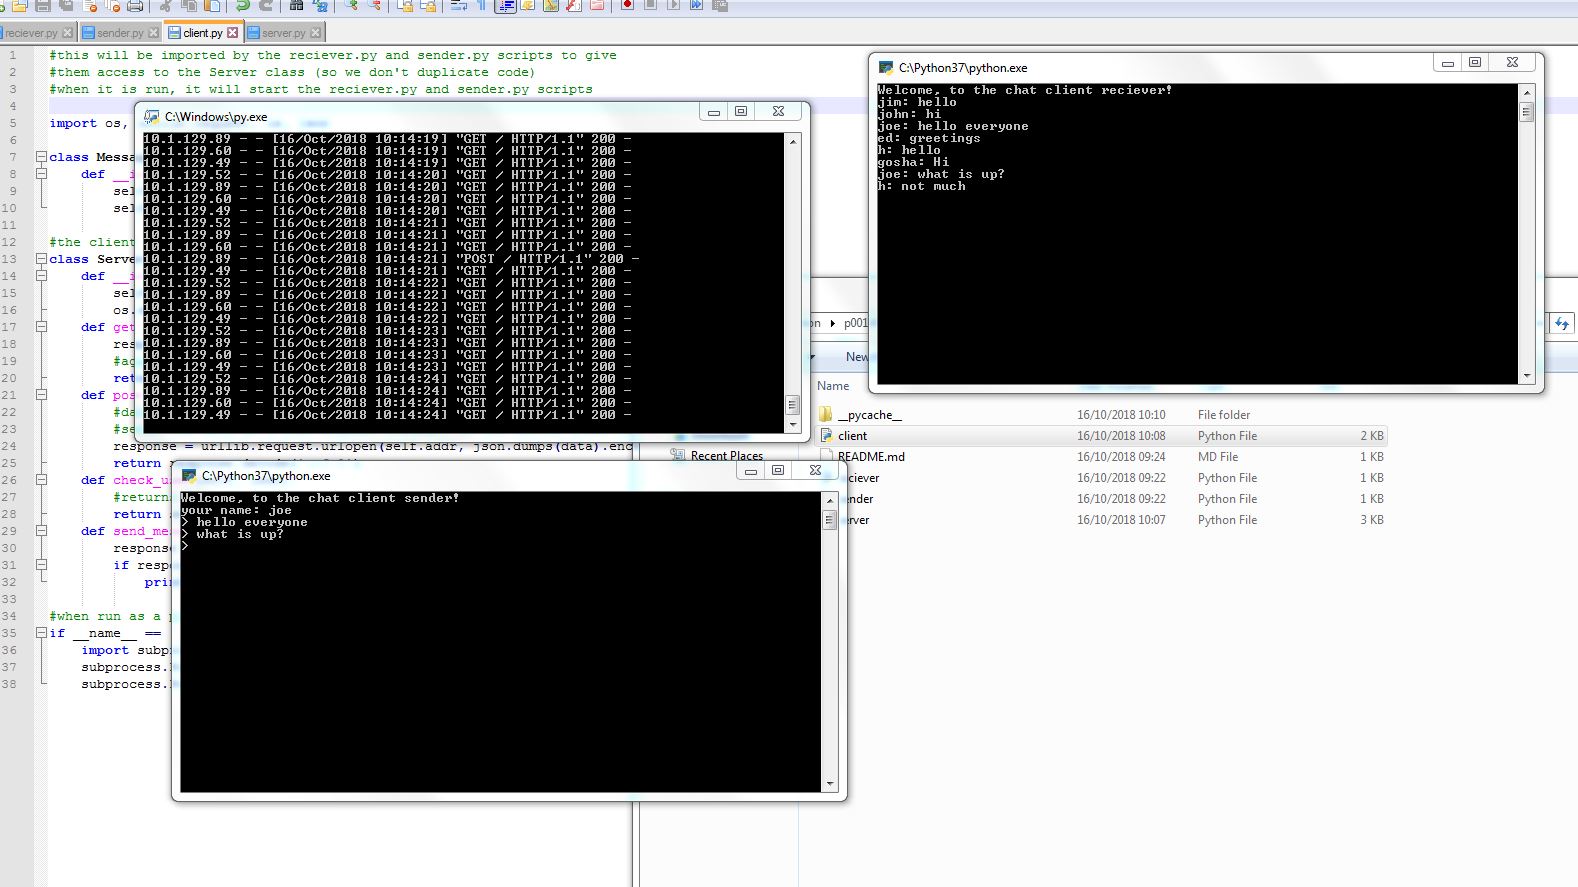 reciever.py
sender.py
client.py
server.py
1 #this will be imported by the reciever.py and sender.py scripts to give
2 #them access to the Server class (so we don't duplicate code)
3 #when it is run, it will start the reciever.py and sender.py scripts
4
5 import os,
6
7 class Messa
8 def __i
9 sel
10 sel
11
12 #the client
13 class Serve
14 def __i
15 sel
16 os.
17 def get
18 res
19 #ag
20 ret
21 def pos
22 #da
23 #se
24 response = urllib.request.urlopen(self.addr, json.dumps(data).enc
25 return
26 def check_u
27 #return
28 return
29 def send_me
30 response
31 if resp
32 prin
33
34 #when run as a p
35 if __name__ ==
36 import subpr
37 subprocess.
38 subprocess.
C:\Windows\py.exe
10.1.129.89 - - [16/Oct/2018 10:14:19] "GET / HTTP/1.1" 200 -
10.1.129.60 - - [16/Oct/2018 10:14:19] "GET / HTTP/1.1" 200 -
10.1.129.49 - - [16/Oct/2018 10:14:19] "GET / HTTP/1.1" 200 -
10.1.129.52 - - [16/Oct/2018 10:14:20] "GET / HTTP/1.1" 200 -
10.1.129.89 - - [16/Oct/2018 10:14:20] "GET / HTTP/1.1" 200 -
10.1.129.60 - - [16/Oct/2018 10:14:20] "GET / HTTP/1.1" 200 -
10.1.129.49 - - [16/Oct/2018 10:14:20] "GET / HTTP/1.1" 200 -
10.1.129.52 - - [16/Oct/2018 10:14:21] "GET / HTTP/1.1" 200 -
10.1.129.89 - - [16/Oct/2018 10:14:21] "GET / HTTP/1.1" 200 -
10.1.129.60 - - [16/Oct/2018 10:14:21] "GET / HTTP/1.1" 200 -
10.1.129.89 - - [16/Oct/2018 10:14:21] "POST / HTTP/1.1" 200 -
10.1.129.49 - - [16/Oct/2018 10:14:21] "GET / HTTP/1.1" 200 -
10.1.129.52 - - [16/Oct/2018 10:14:22] "GET / HTTP/1.1" 200 -
10.1.129.89 - - [16/Oct/2018 10:14:22] "GET / HTTP/1.1" 200 -
10.1.129.60 - - [16/Oct/2018 10:14:22] "GET / HTTP/1.1" 200 -
10.1.129.49 - - [16/Oct/2018 10:14:22] "GET / HTTP/1.1" 200 -
10.1.129.52 - - [16/Oct/2018 10:14:23] "GET / HTTP/1.1" 200 -
10.1.129.89 - - [16/Oct/2018 10:14:23] "GET / HTTP/1.1" 200 -
10.1.129.60 - - [16/Oct/2018 10:14:23] "GET / HTTP/1.1" 200 -
10.1.129.49 - - [16/Oct/2018 10:14:23] "GET / HTTP/1.1" 200 -
10.1.129.52 - - [16/Oct/2018 10:14:24] "GET / HTTP/1.1" 200 -
10.1.129.89 - - [16/Oct/2018 10:14:24] "GET / HTTP/1.1" 200 -
10.1.129.60 - - [16/Oct/2018 10:14:24] "GET / HTTP/1.1" 200 -
10.1.129.49 - - [16/Oct/2018 10:14:24] "GET / HTTP/1.1" 200 -
C:\Python37\python.exe
Welcome, to the chat client sender!
your name: joe
> hello everyone
> what is up?
>
C:\Python37\python.exe
Welcome, to the chat client reciever!
jim: hello
john: hi
joe: hello everyone
ed: greetings
h: hello
gosha: Hi
joe: what is up?
h: not much
on p001
New
Name
__pycache__ 16/10/2018 10:10 File folder
client 16/10/2018 10:08 Python File 2 KB
README.md 16/10/2018 09:24 MD File 1 KB
ciever 16/10/2018 09:22 Python File 1 KB
ender 16/10/2018 09:22 Python File 1 KB
erver 16/10/2018 10:07 Python File 3 KB
Recent Places